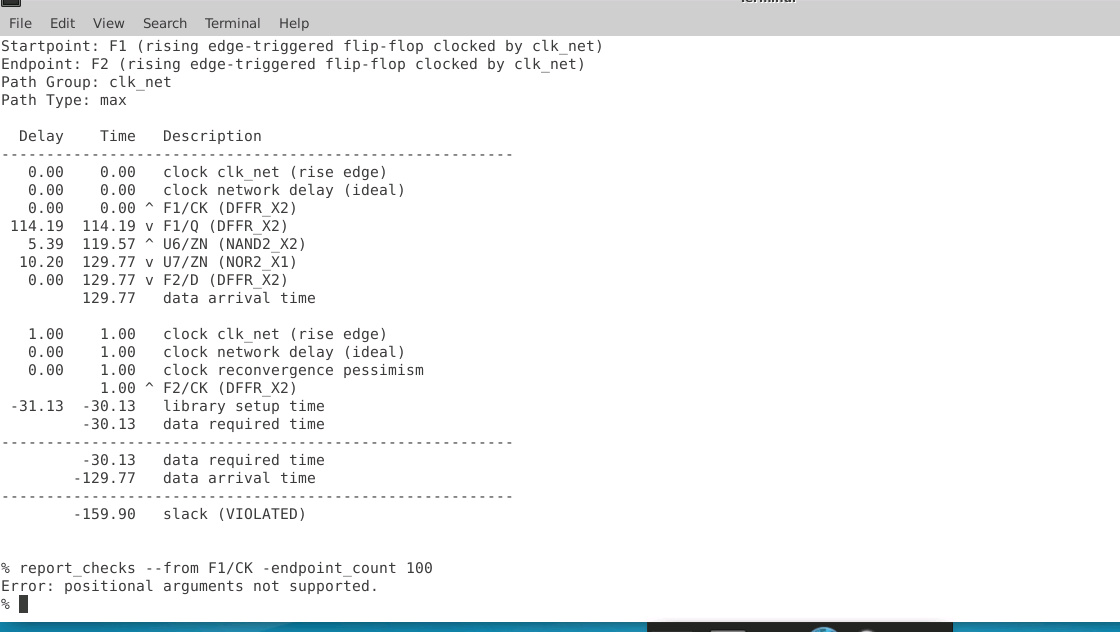 Terminal
File Edit View Search Terminal Help
Startpoint: F1 (rising edge-triggered flip-flop clocked by clk_net)
Endpoint: F2 (rising edge-triggered flip-flop clocked by clk_net)
Path Group: clk_net
Path Type: max
  Delay    Time   Description
---------------------------------------------------------
   0.00    0.00   clock clk_net (rise edge)
   0.00    0.00   clock network delay (ideal)
   0.00    0.00 ^ F1/CK (DFFR_X2)
 114.19  114.19 v F1/Q (DFFR_X2)
   5.39  119.57 ^ U6/ZN (NAND2_X2)
  10.20  129.77 v U7/ZN (NOR2_X1)
   0.00  129.77 v F2/D (DFFR_X2)
         129.77   data arrival time
   1.00    1.00   clock clk_net (rise edge)
   0.00    1.00   clock network delay (ideal)
   0.00    1.00   clock reconvergence pessimism
           1.00 ^ F2/CK (DFFR_X2)
 -31.13  -30.13   library setup time
         -30.13   data required time
---------------------------------------------------------
         -30.13   data required time
        -129.77   data arrival time
---------------------------------------------------------
        -159.90   slack (VIOLATED)
% report_checks --from F1/CK -endpoint_count 100
Error: positional arguments not supported.
%